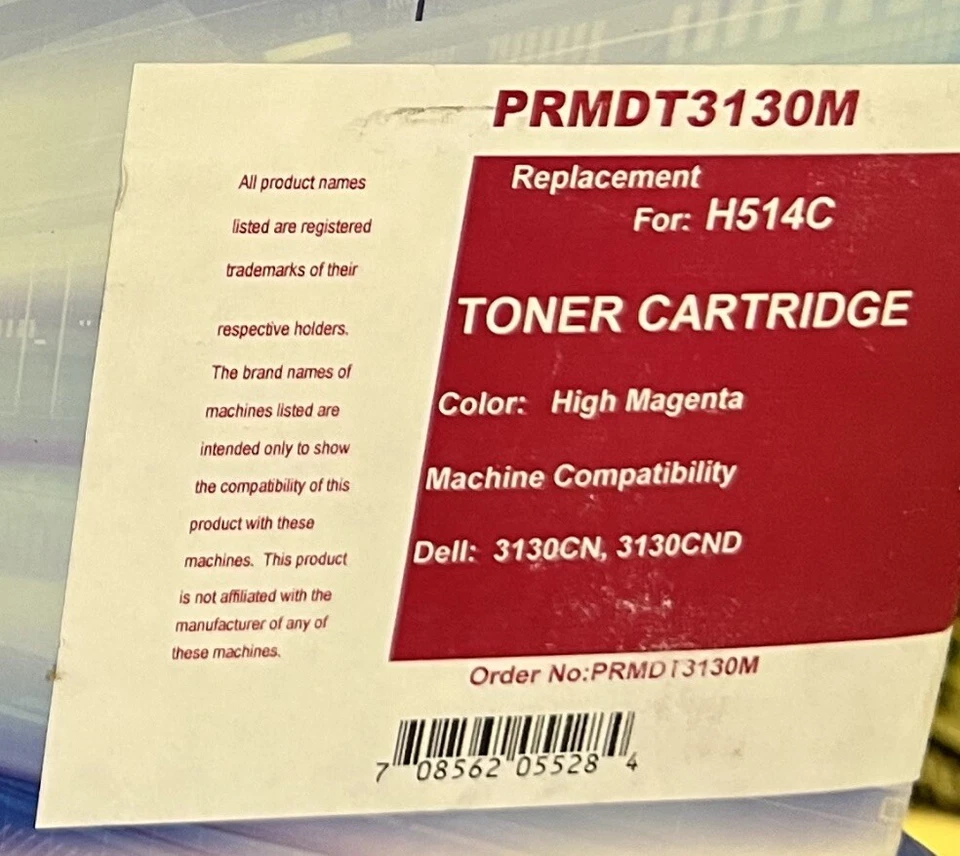 PRMDT3130M
Replacement
For: H514C
TONER CARTRIDGE
Color: High Magenta
Machine Compatibility
Dell: 3130CN, 3130CND
All product names
listed are registered
trademarks of their
respective holders.
The brand names of
machines listed are
intended only to show
the compatibility of this
product with these
machines. This product
is not affiliated with the
manufacturer of any of
these machines.
Order No:PRMDT3130M
7 08562 05528 4